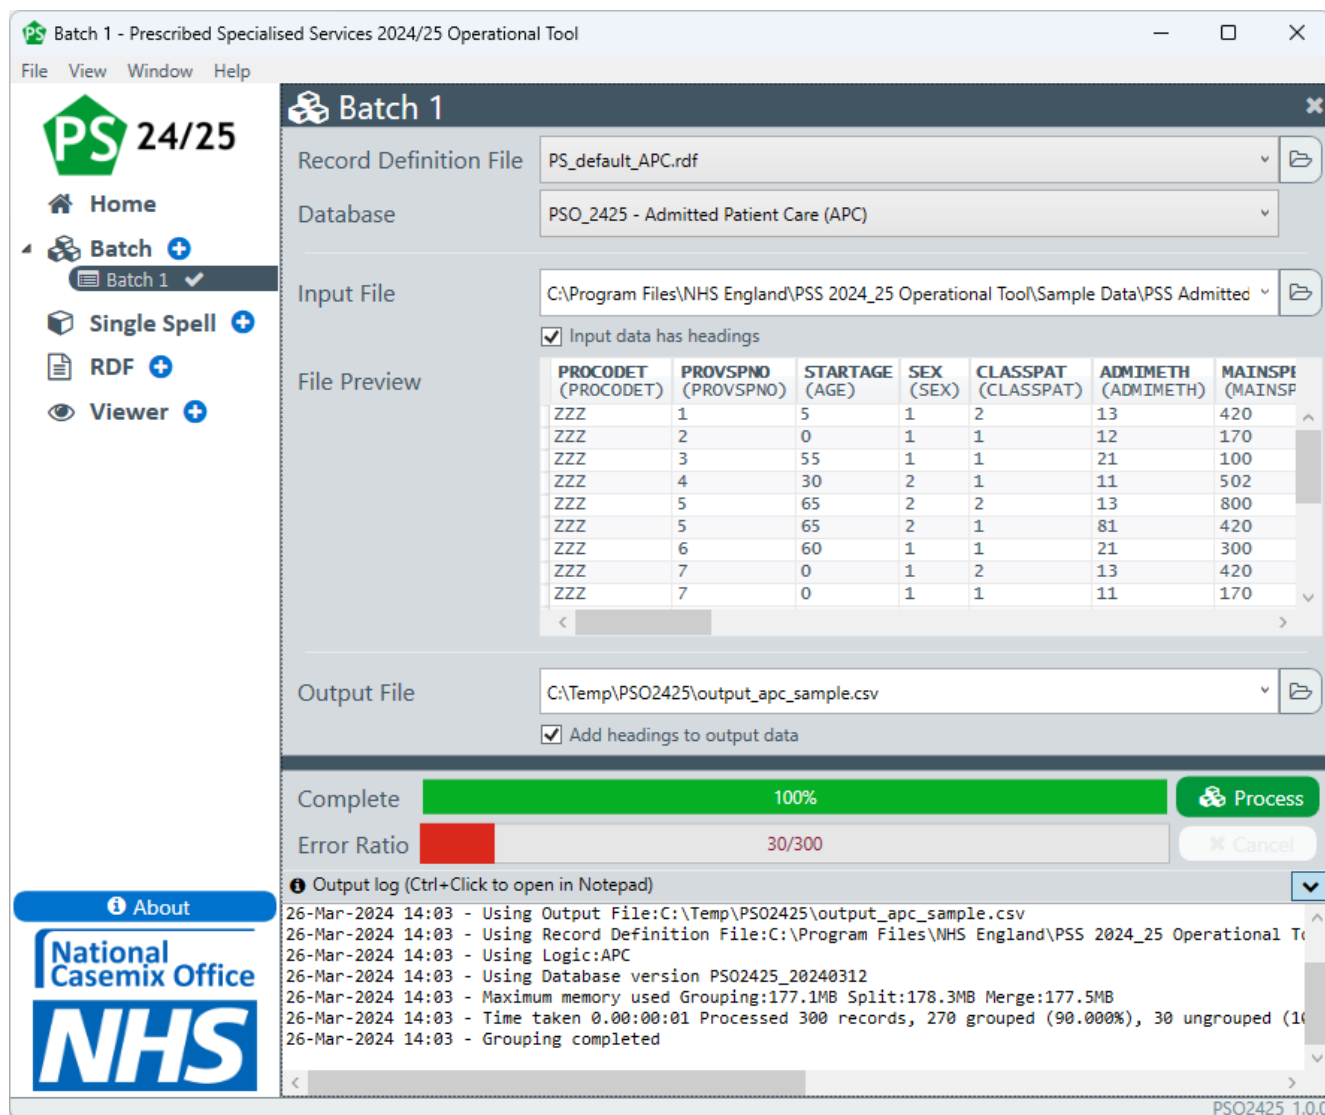 PS Batch 1 - Prescribed Specialised Services 2024/25 Operational Tool
File View Window Help
PS 24/25
Home
Batch
Batch 1
Single Spell
RDF
Viewer
About
National
Casemix Office
NHS
Batch 1
Record Definition File PS_default_APC.rdf
Database PSO_2425 - Admitted Patient Care (APC)
Input File C:\Program Files\NHS England\PSS 2024_25 Operational Tool\Sample Data\PSS Admitted
Input data has headings
File Preview
PROCODET PROVSPNO STARTAGE SEX CLASSPAT ADMIMETH MAINSPE
(PROCODET) (PROVSPNO) (AGE) (SEX) (CLASSPAT) (ADMIMETH) (MAINSP
ZZZ 1 5 1 2 13 420
ZZZ 2 0 1 1 12 170
ZZZ 3 55 1 1 21 100
ZZZ 4 30 2 1 11 502
ZZZ 5 65 2 2 13 800
ZZZ 5 65 2 1 81 420
ZZZ 6 60 1 1 21 300
ZZZ 7 0 1 2 13 420
ZZZ 7 0 1 1 11 170
Output File C:\Temp\PSO2425\output_apc_sample.csv
Add headings to output data
Complete 100% Process
Error Ratio 30/300 Cancel
Output log (Ctrl+Click to open in Notepad)
26-Mar-2024 14:03 - Using Output File:C:\Temp\PSO2425\output_apc_sample.csv
26-Mar-2024 14:03 - Using Record Definition File:C:\Program Files\NHS England\PSS 2024_25 Operational
26-Mar-2024 14:03 - Using Logic:APC
26-Mar-2024 14:03 - Using Database version PSO2425_20240312
26-Mar-2024 14:03 - Maximum memory used Grouping:177.1MB Split:178.3MB Merge:177.5MB
26-Mar-2024 14:03 - Time taken 0.00:00:01 Processed 300 records, 270 grouped (90.000%), 30 ungrouped
26-Mar-2024 14:03 - Grouping completed
PSO2425 1.0.0